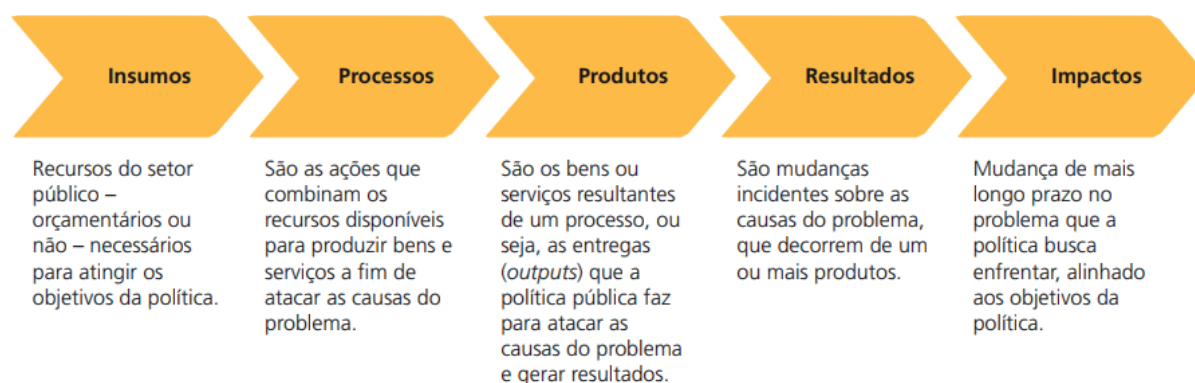 Insumos
Processos
Produtos
Resultados
Impactos
Recursos do setor
público –
orçamentários ou
não – necessários
para atingir os
objetivos da política.
São as ações que
combinam os
recursos disponíveis
para produzir bens e
serviços a fim de
atacar as causas do
problema.
São os bens ou
serviços resultantes
de um processo, ou
seja, as entregas
(outputs) que a
política pública faz
para atacar as
causas do problema
e gerar resultados.
São mudanças
incidentes sobre as
causas do problema,
que decorrem de um
ou mais produtos.
Mudança de mais
longo prazo no
problema que a
política busca
enfrentar, alinhado
aos objetivos da
política.